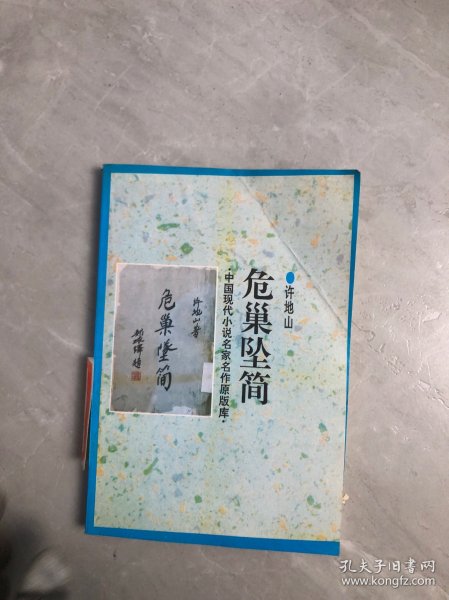 许地山
危巢坠简
·中国现代小说名家名作原版库·
许地山著
危巢墜简
孔夫子旧书网
www.kongfz.com